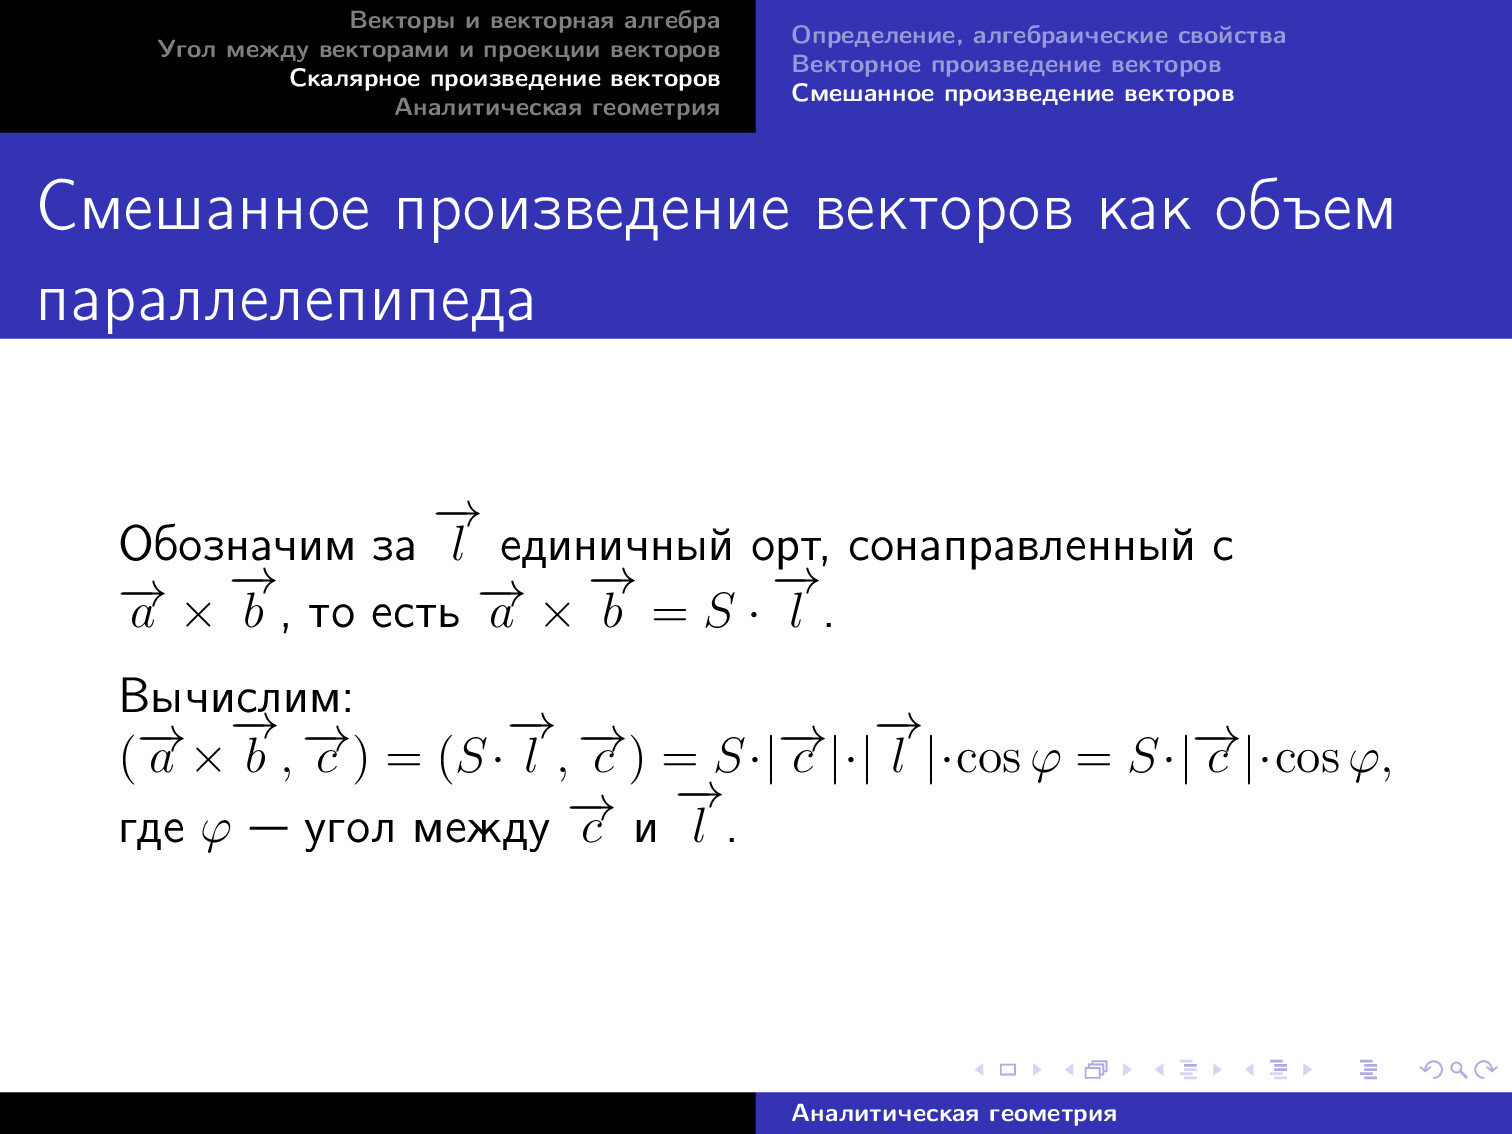 Векторы и векторная алгебра
Угол между векторами и проекции векторов
Скалярное произведение векторов
Аналитическая геометрия
Определение, алгебраические свойства
Векторное произведение векторов
Смешанное произведение векторов
Смешанное произведение векторов как объем
параллелепипеда
Обозначим за $\overrightarrow{l}$ единичный орт, сонаправленный с
$\overrightarrow{a} \times \overrightarrow{b}$, то есть $\overrightarrow{a} \times \overrightarrow{b} = S \cdot \overrightarrow{l}$.
Вычислим:
$(\overrightarrow{a} \times \overrightarrow{b}, \overrightarrow{c}) = (S \cdot \overrightarrow{l}, \overrightarrow{c}) = S \cdot |\overrightarrow{c}| \cdot |\overrightarrow{l}| \cdot \cos \varphi = S \cdot |\overrightarrow{c}| \cdot \cos \varphi,$
где $\varphi$ — угол между $\overrightarrow{c}$ и $\overrightarrow{l}$.
Аналитическая геометрия